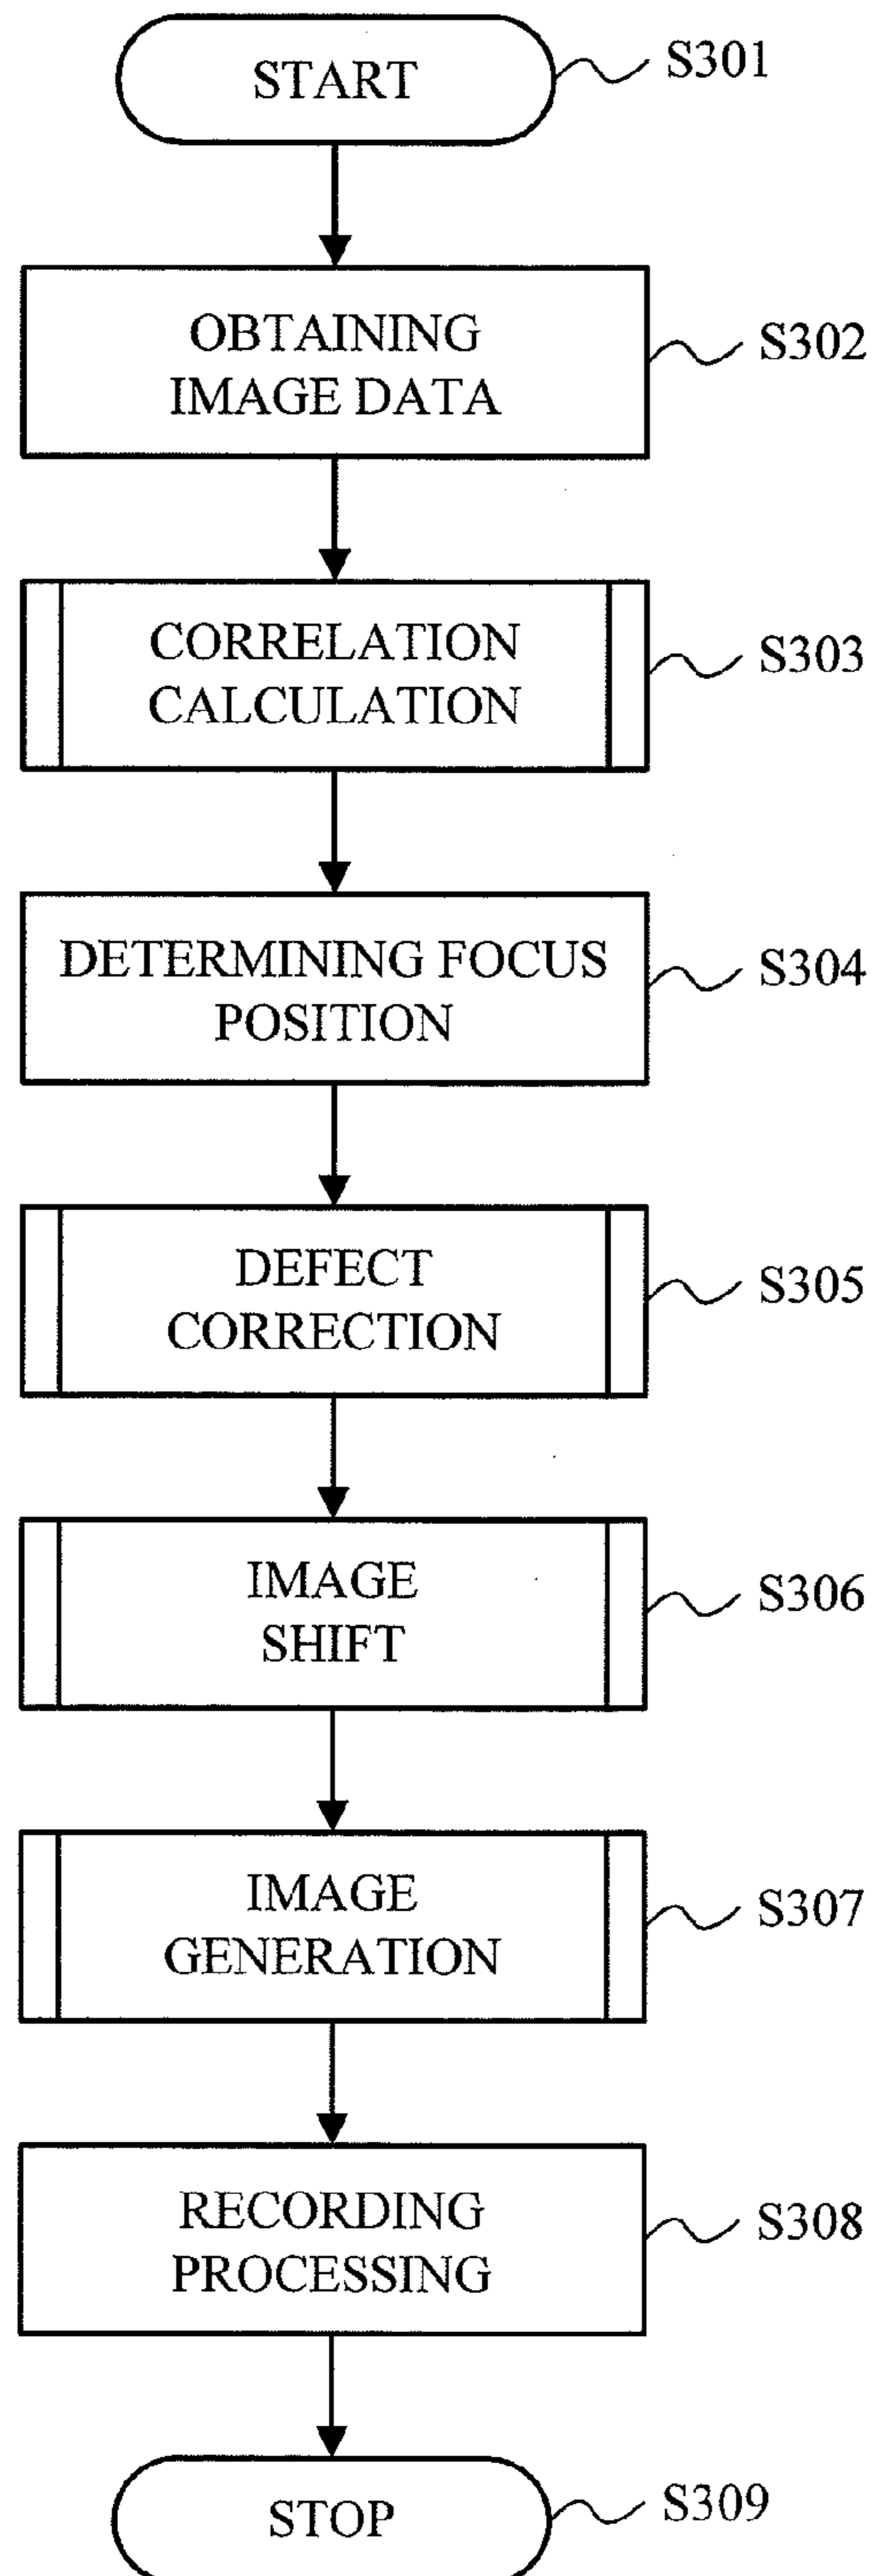 START
S301
OBTAINING
IMAGE DATA
S302
CORRELATION
CALCULATION
S303
DETERMINING FOCUS
POSITION
S304
DEFECT
CORRECTION
S305
IMAGE
SHIFT
S306
IMAGE
GENERATION
S307
RECORDING
PROCESSING
S308
STOP
S309